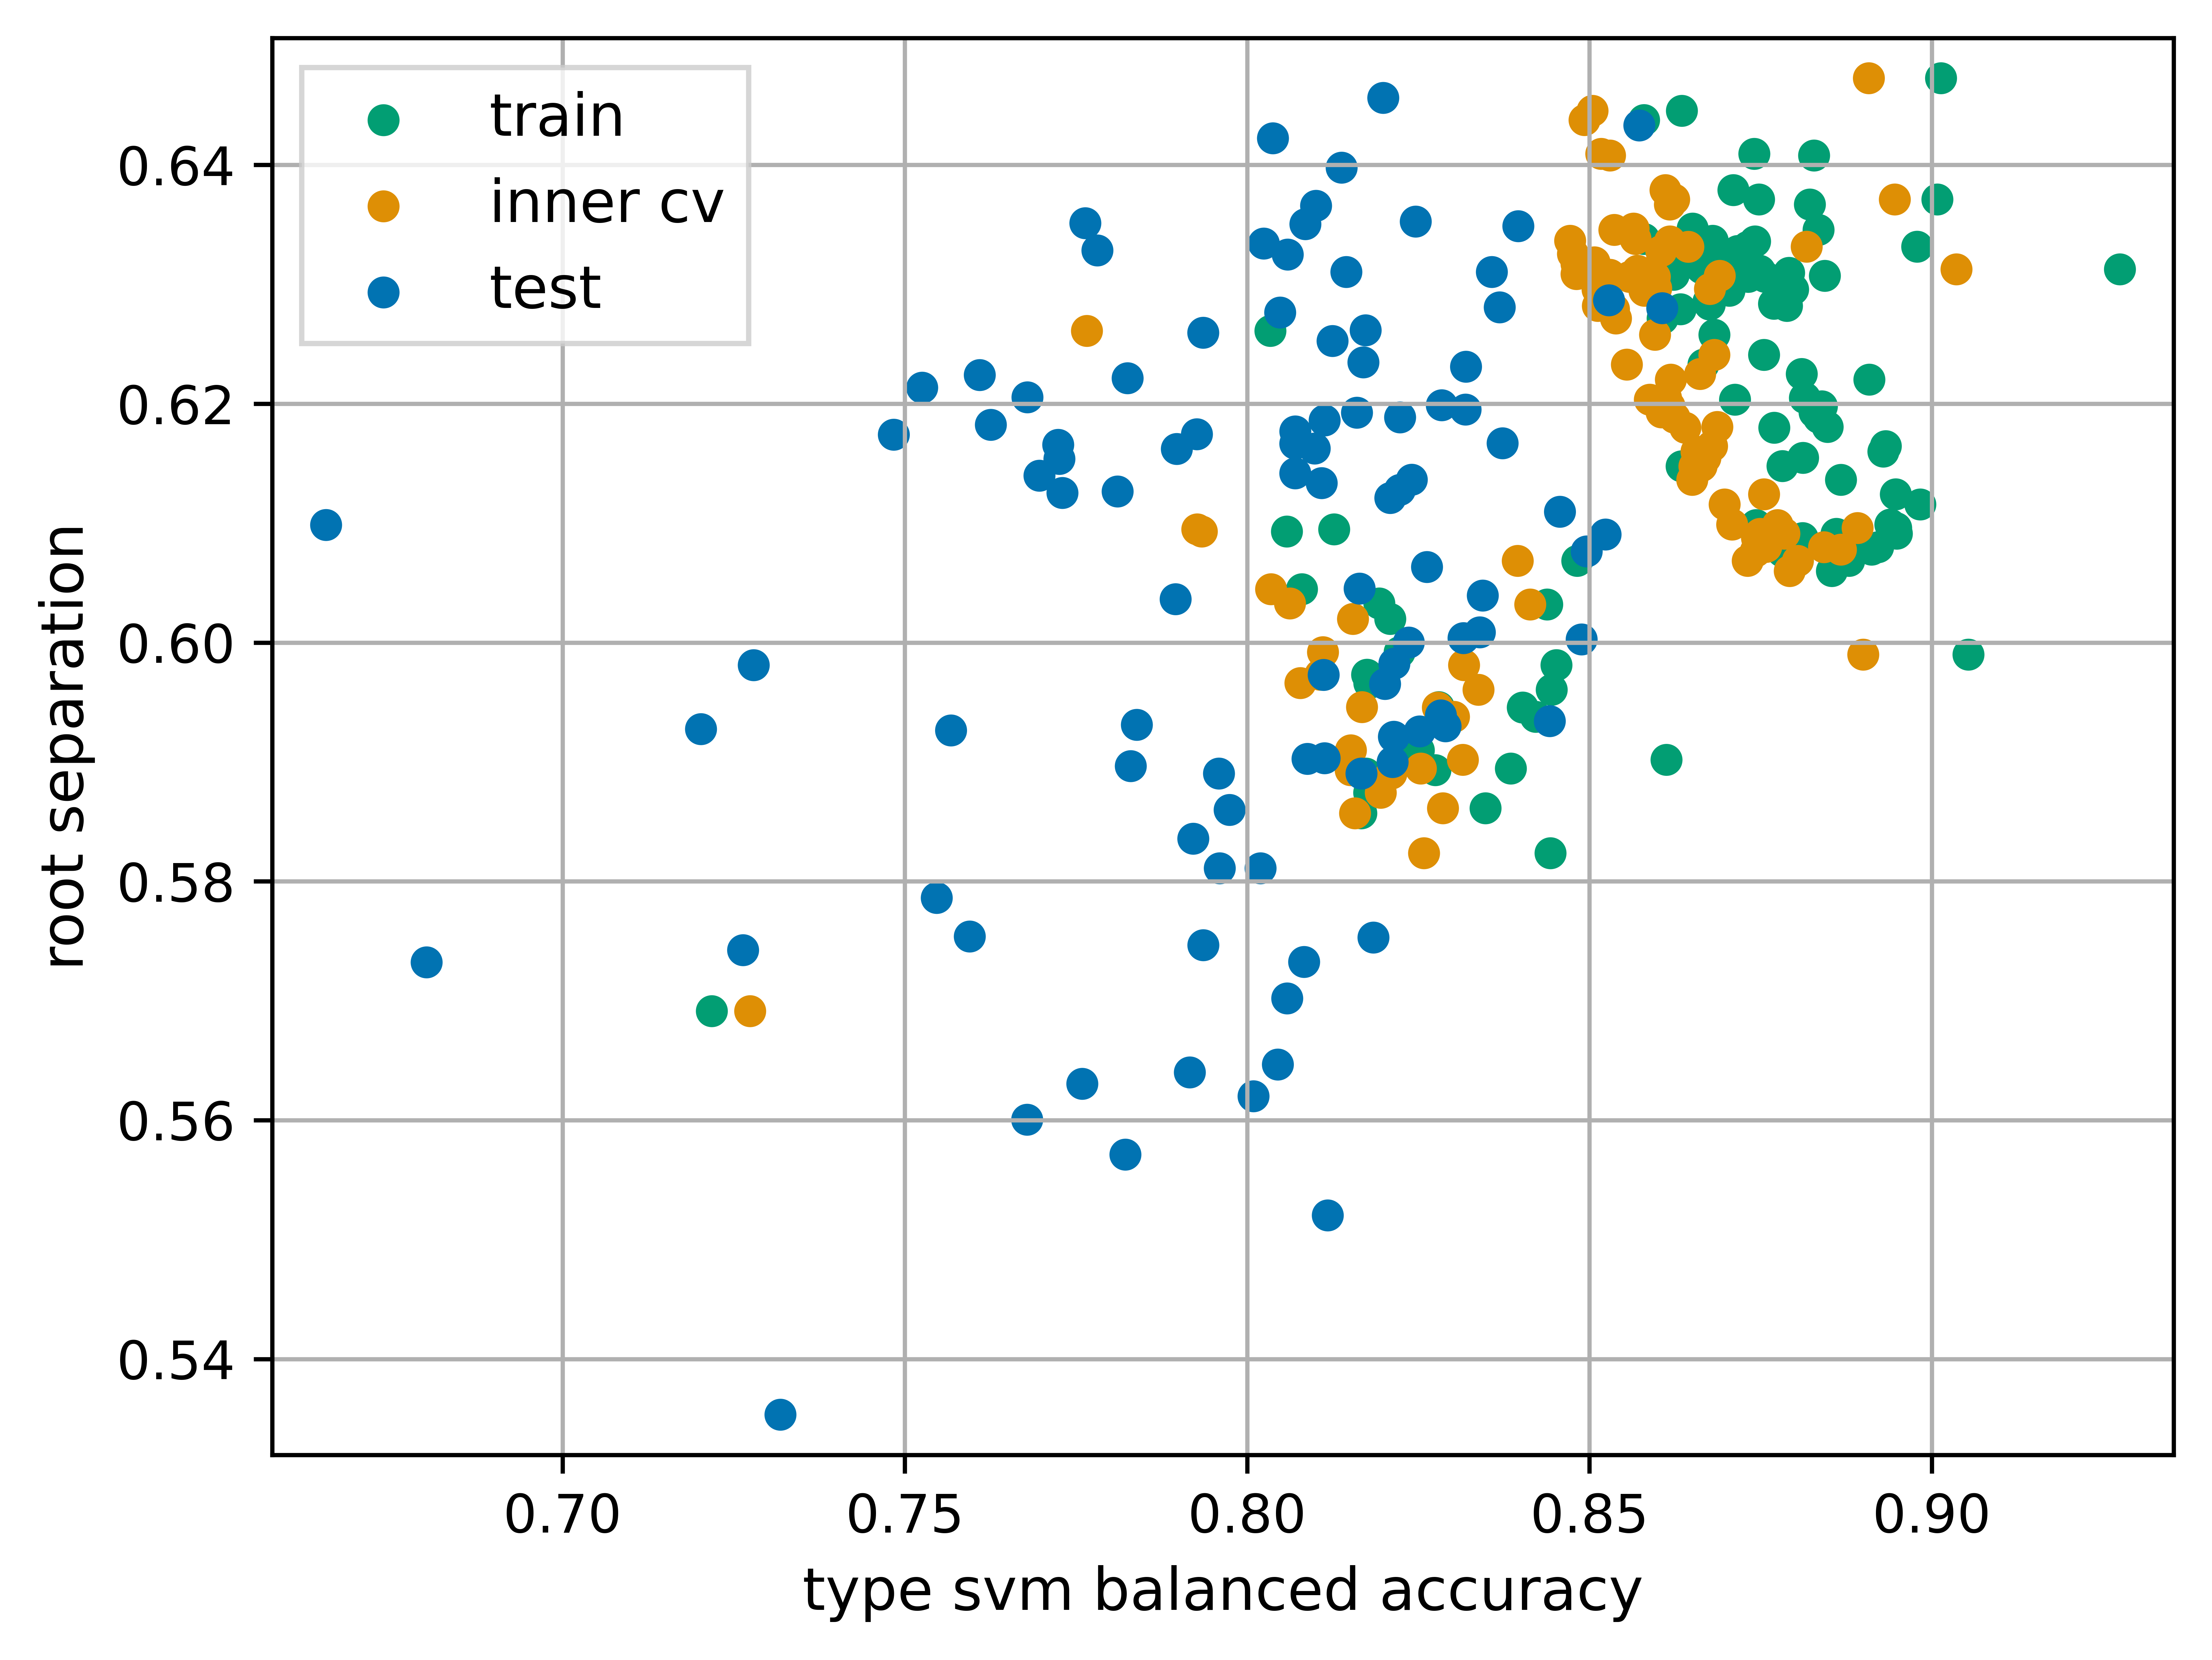 train
inner cv
test
0.64
0.62
0.60
0.58
0.56
0.54
root separation
0.70 0.75 0.80 0.85 0.90
type svm balanced accuracy